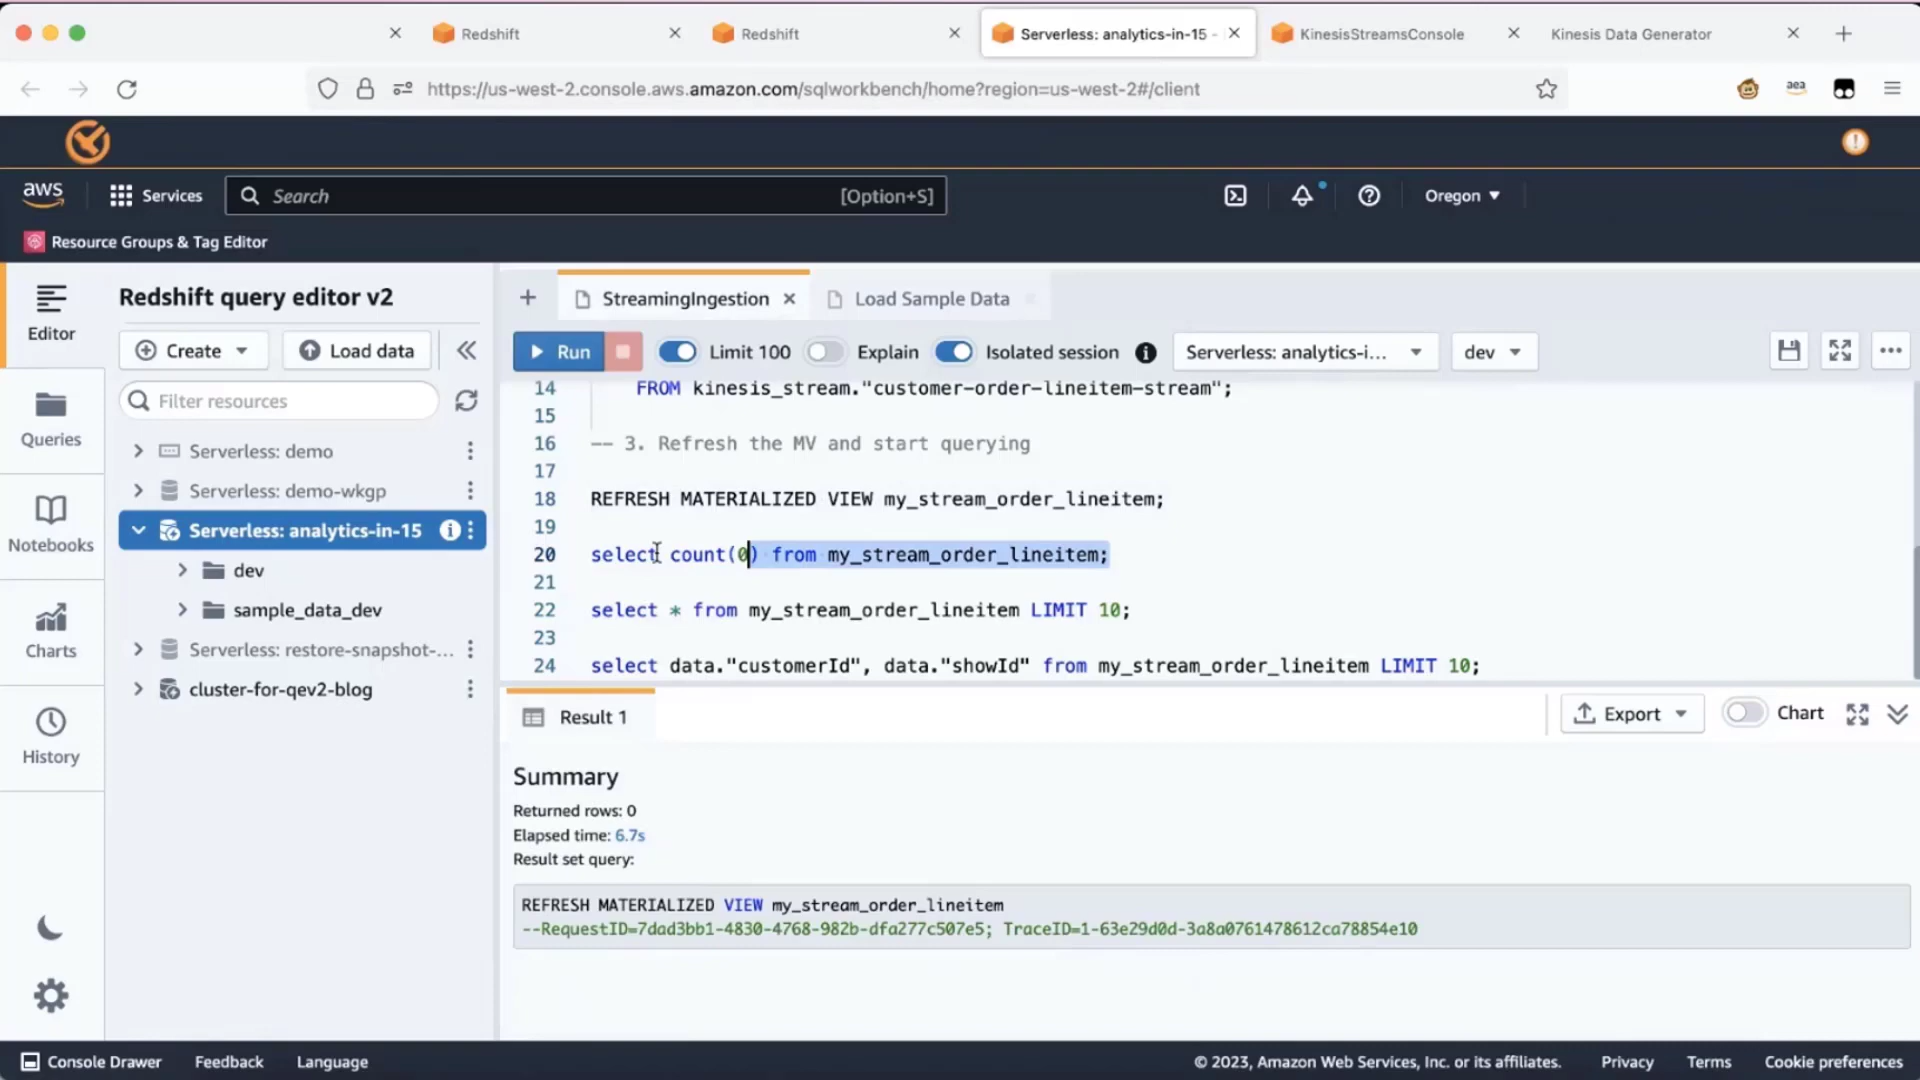 Redshift
Redshift
Serverless: analytics-in-15 -
KinesisStreamsConsole
Kinesis Data Generator
https://us-west-2.console.aws.amazon.com/sqlworkbench/home?region=us-west-2#/client
aea
aws
Services
Search
[Option+S]
Oregon
Resource Groups & Tag Editor
Editor
Queries
Notebooks
Charts
History
Redshift query editor v2
Create
Load data
Filter resources
Serverless: demo
Serverless: demo-wkgp
Serverless: analytics-in-15
dev
sample_data_dev
Serverless: restore-snapshot-...
cluster-for-qev2-blog
StreamingIngestion
Load Sample Data
Run
Limit 100
Explain
Isolated session
Serverless: analytics-i...
dev
14 FROM kinesis_stream."customer-order-lineitem-stream";
15
16 -- 3. Refresh the MV and start querying
17
18 REFRESH MATERIALIZED VIEW my_stream_order_lineitem;
19
20 select count(0) from my_stream_order_lineitem;
21
22 select * from my_stream_order_lineitem LIMIT 10;
23
24 select data."customerId", data."showId" from my_stream_order_lineitem LIMIT 10;
Result 1
Export
Chart
Summary
Returned rows: 0
Elapsed time: 6.7s
Result set query:
REFRESH MATERIALIZED VIEW my_stream_order_lineitem
--RequestID=7dad3bb1-4830-4768-982b-dfa277c507e5; TraceID=1-63e29d0d-3a8a0761478612ca78854e10
Console Drawer
Feedback
Language
© 2023, Amazon Web Services, Inc. or its affiliates.
Privacy
Terms
Cookie preferences